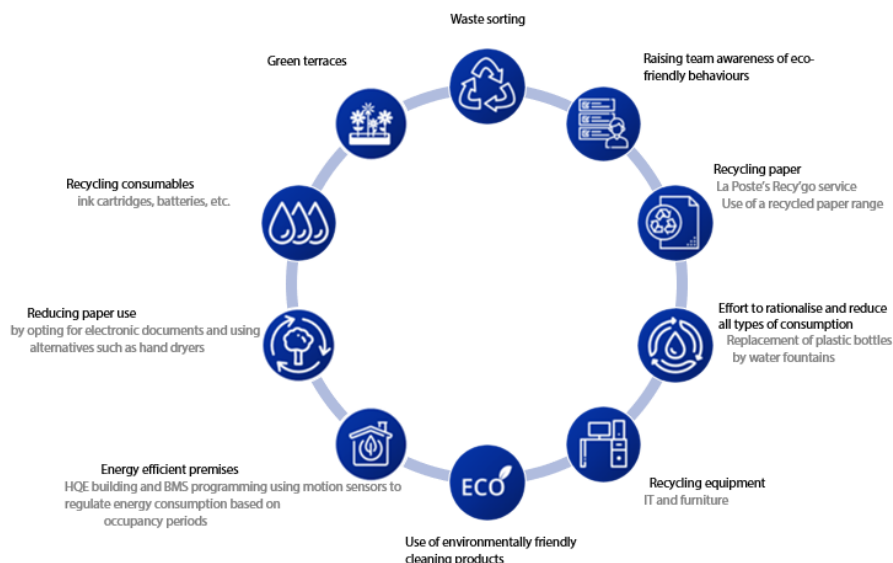 Waste sorting
Raising team awareness of eco-
friendly behaviours
Recycling paper
La Poste's Recy'go service
Use of a recycled paper range
Effort to rationalise and reduce
all types of consumption
Replacement of plastic bottles
by water fountains
Recycling equipment
IT and furniture
ECO
Use of environmentally friendly
cleaning products
Energy efficient premises
HQE building and BMS programming using motion sensors to
regulate energy consumption based on
occupancy periods
Reducing paper use
by opting for electronic documents and using
alternatives such as hand dryers
Recycling consumables
ink cartridges, batteries, etc.
Green terraces